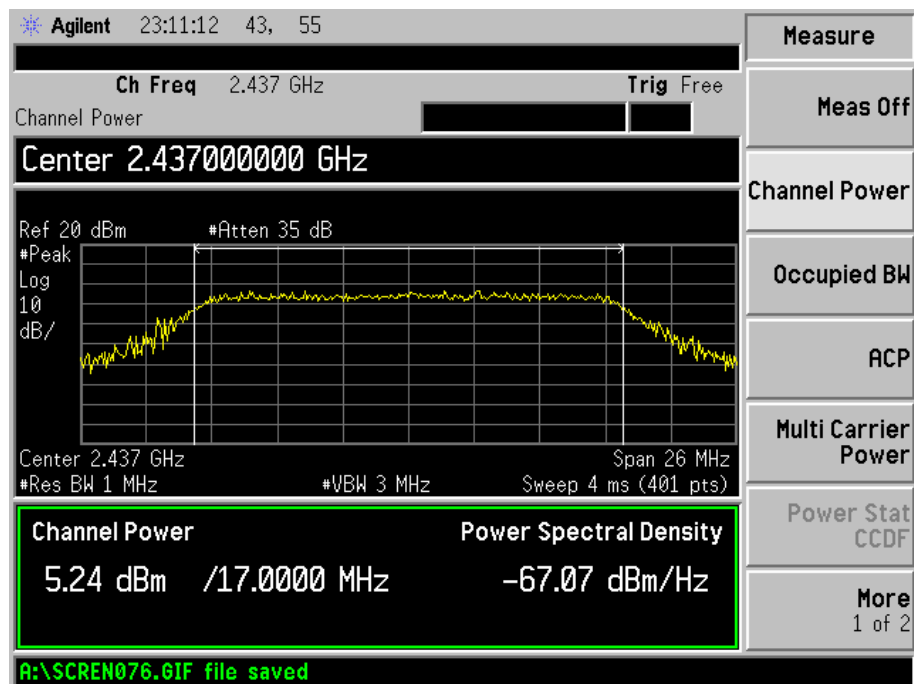 Agilent 23:11:12 43, 55
Measure
Ch Freq 2.437 GHz Trig Free
Channel Power
Meas Off
Center 2.437000000 GHz
Channel Power
Ref 20 dBm #Atten 35 dB
#Peak
Log
10
dB/
Occupied BW
ACP
Center 2.437 GHz Span 26 MHz
#Res BW 1 MHz #VBW 3 MHz Sweep 4 ms (401 pts)
Multi Carrier
Power
Channel Power Power Spectral Density
5.24 dBm /17.0000 MHz -67.07 dBm/Hz
Power Stat
CCDF
More
1 of 2
A:\SCREN076.GIF file saved